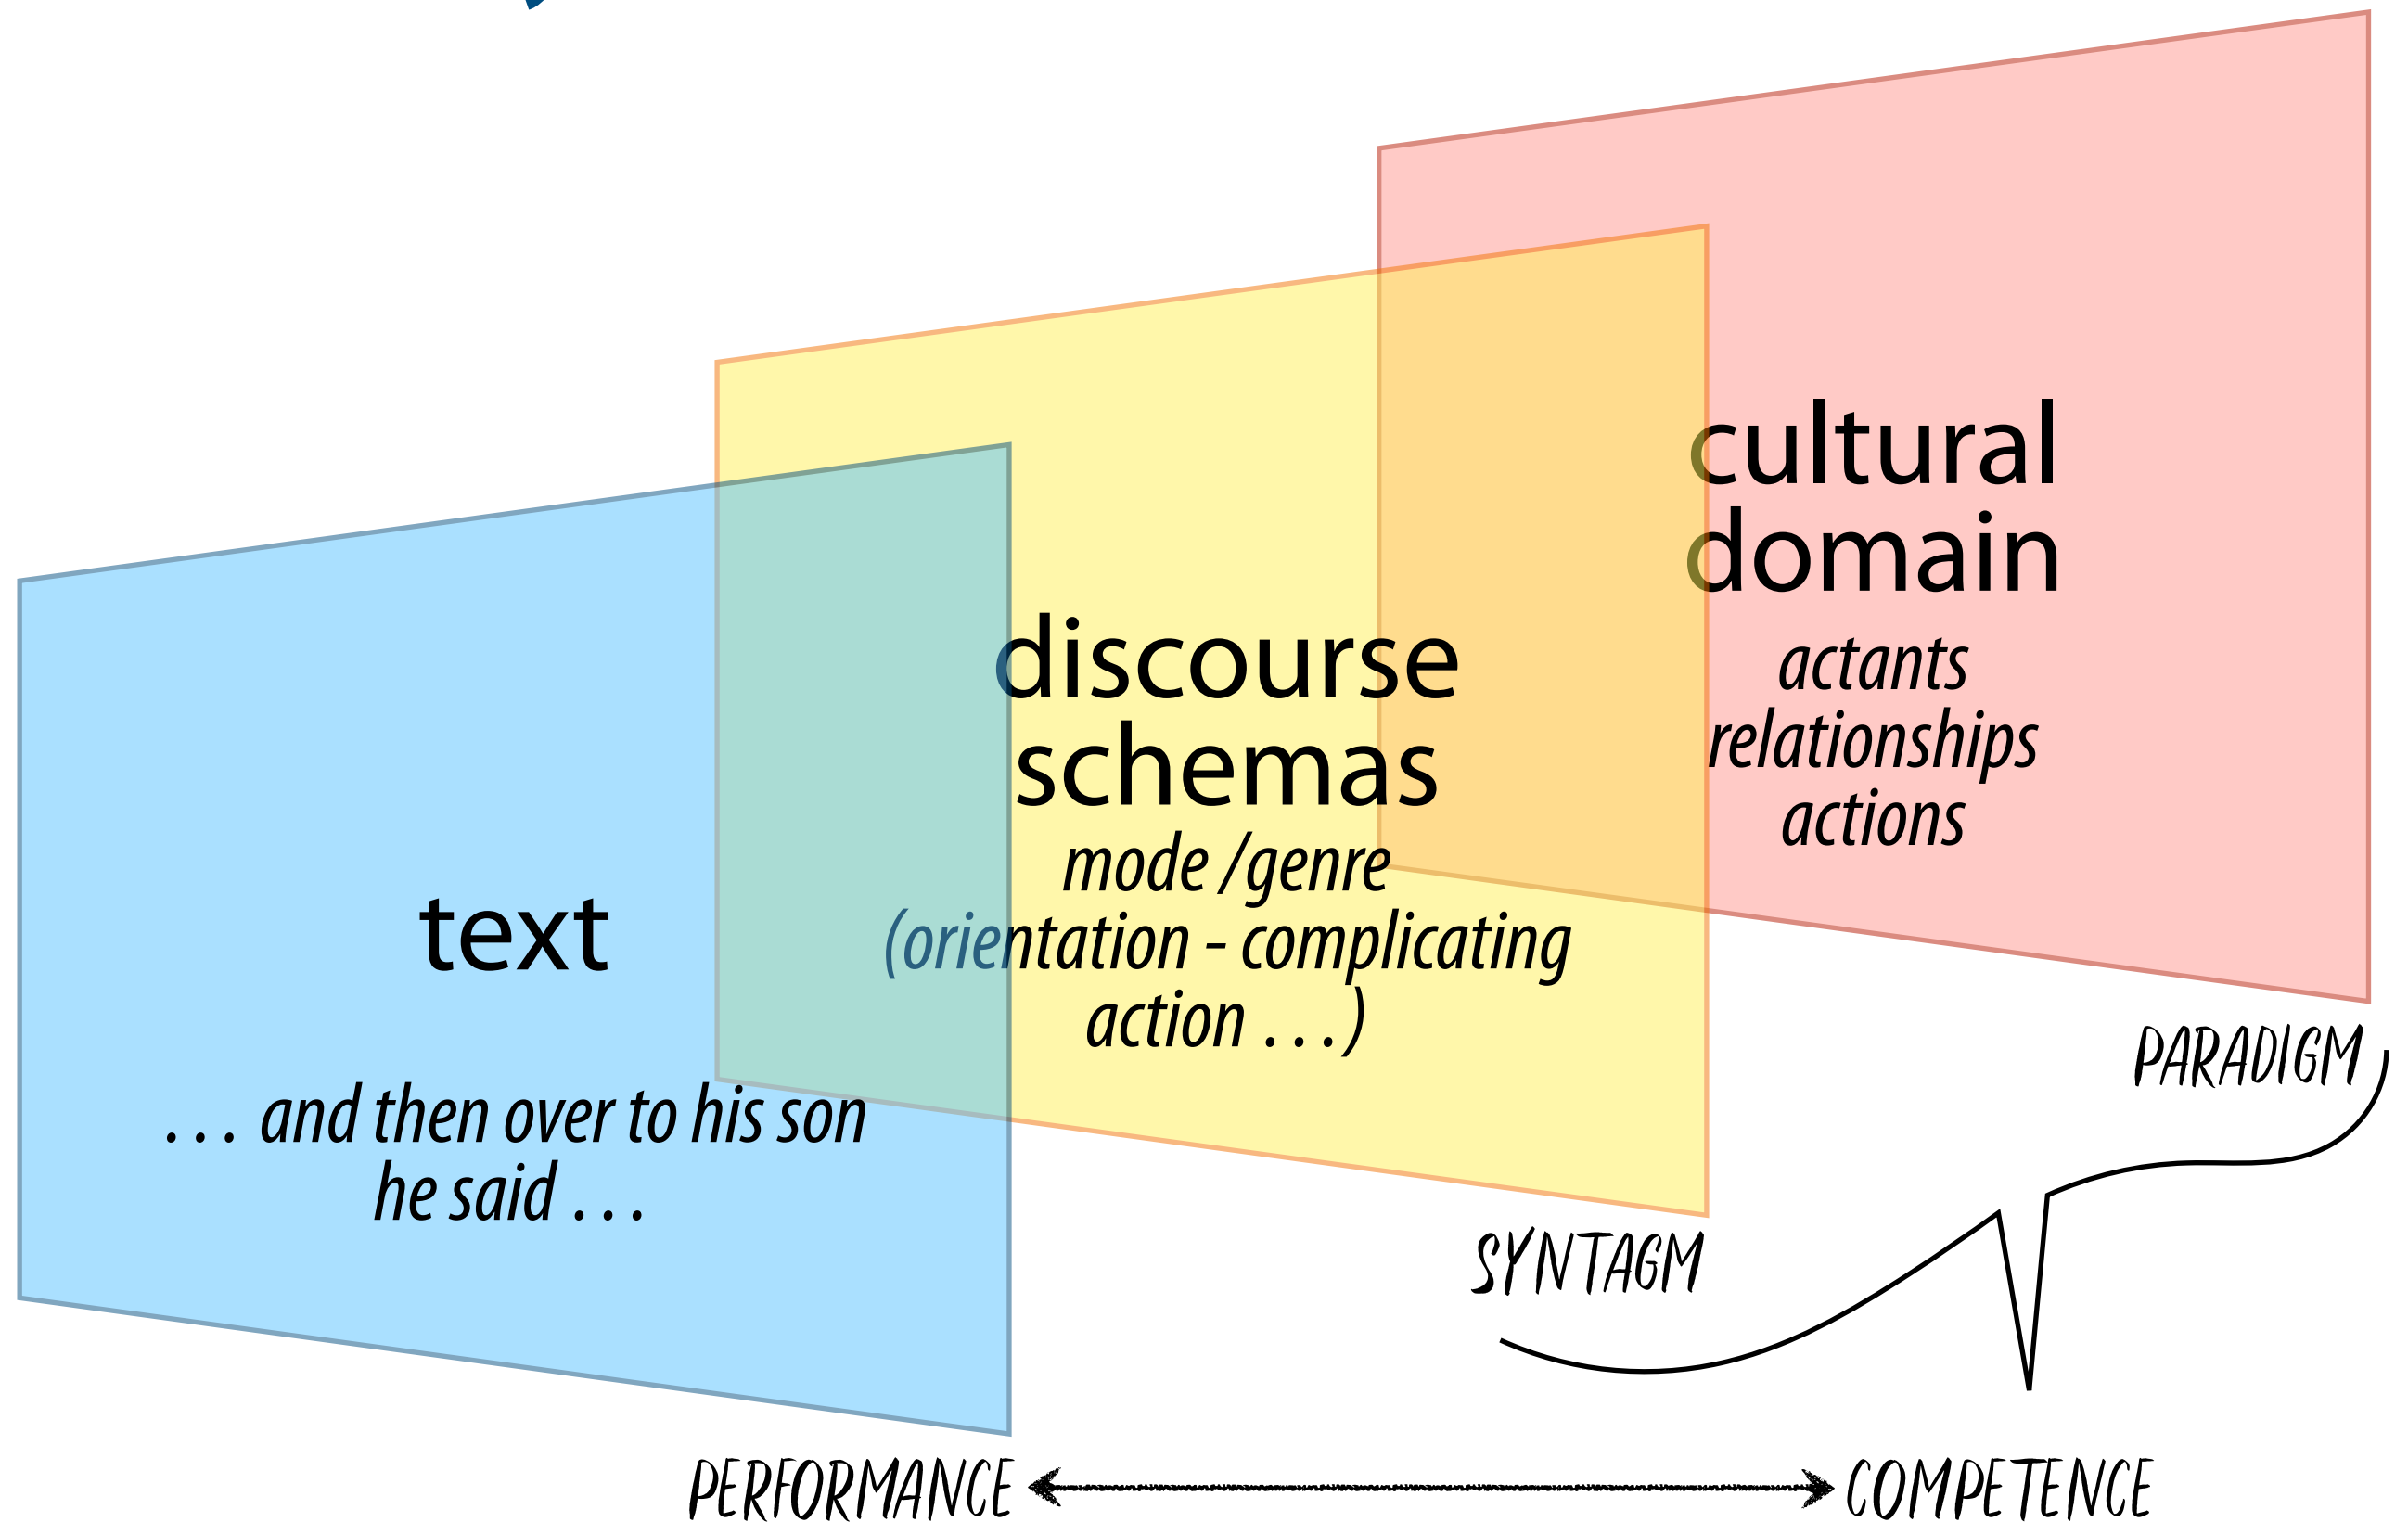 cultural
domain
actants
relationships
actions
discourse
schemas
mode /genre
(orientation - complicating
action . . .)
text
. . . and then over to his son
he said . . .
PARADIGM
SYNTAGM
PERFORMANCE
COMPETENCE